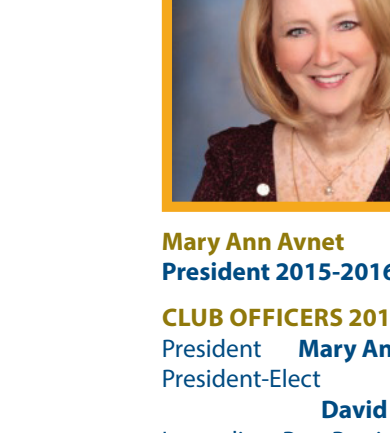 Mary Ann Avnet
President 2015-2016
CLUB OFFICERS 201
President Mary An
President-Elect
David